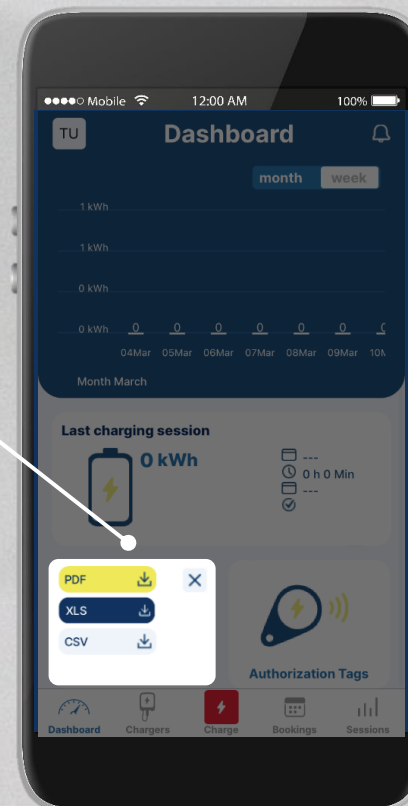 Mobile 12:00 AM 100%
TU Dashboard
month week
1 kWh
1 kWh
0 kWh
0 kWh 0 0 0 0 0 0 0
04Mar 05Mar 06Mar 07Mar 08Mar 09Mar
Month March
Last charging session
0 kWh
---
0 h 0 Min
---
PDF
XLS
CSV
Authorization Tags
Dashboard Chargers Charge Bookings Sessions